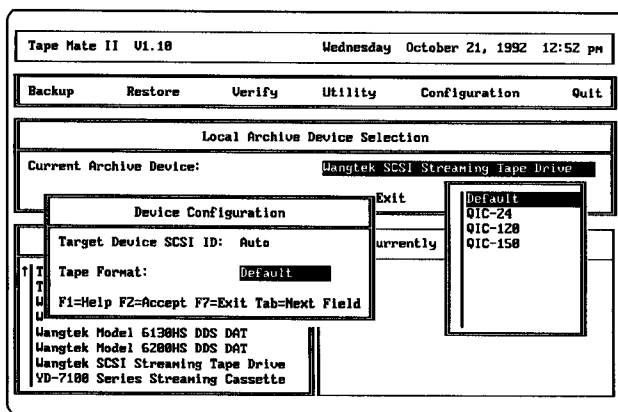 Tape Mate II V1.10 Wednesday October 21, 1992 12:52 pm
Backup Restore Verify Utility Configuration Quit
Local Archive Device Selection
Current Archive Device: Wangtek SCSI Streaming Tape Drive
Exit
Default
QIC-24
QIC-120
QIC-150
Device Configuration
Target Device SCSI ID: Auto
Tape Format: Default
F1=Help F2=Accept F7=Exit Tab=Next Field
urrently
↑ T
T
W
W
Wangtek Model 6130HS DDS DAT
Wangtek Model 6200HS DDS DAT
Wangtek SCSI Streaming Tape Drive
YD-7100 Series Streaming Cassette